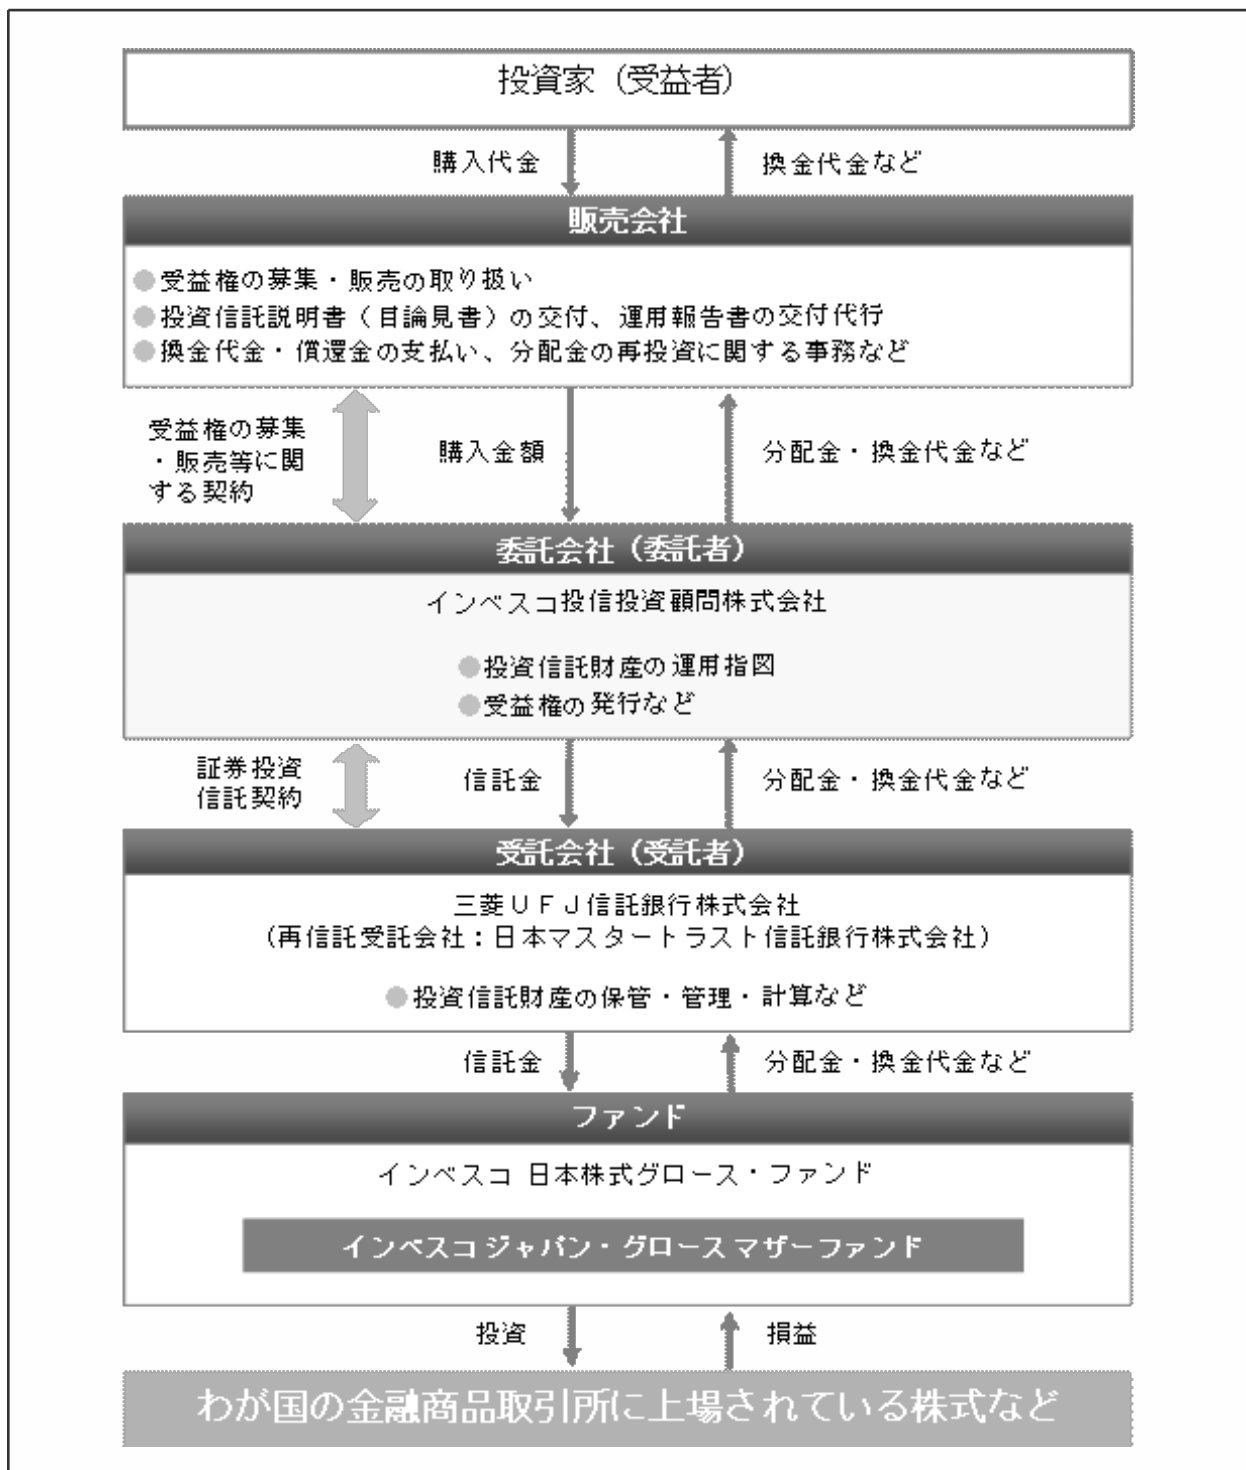 投資家（受益者）
購入代金
換金代金など
販売会社
●受益権の募集・販売の取り扱い
●投資信託説明書（目論見書）の交付、運用報告書の交付代行
●換金代金・償還金の支払い、分配金の再投資に関する事務など
受益権の募集
・販売等に関
する契約
購入金額
分配金・換金代金など
委託会社（委託者）
インベスコ投信投資顧問株式会社
●投資信託財産の運用指図
●受益権の発行など
証券投資
信託契約
信託金
分配金・換金代金など
受託会社（受託者）
三菱ＵＦＪ信託銀行株式会社
（再信託受託会社：日本マスタートラスト信託銀行株式会社）
●投資信託財産の保管・管理・計算など
信託金
分配金・換金代金など
ファンド
インベスコ 日本株式グロース・ファンド
インベスコ ジャパン・グロース マザーファンド
投資
損益
わが国の金融商品取引所に上場されている株式など